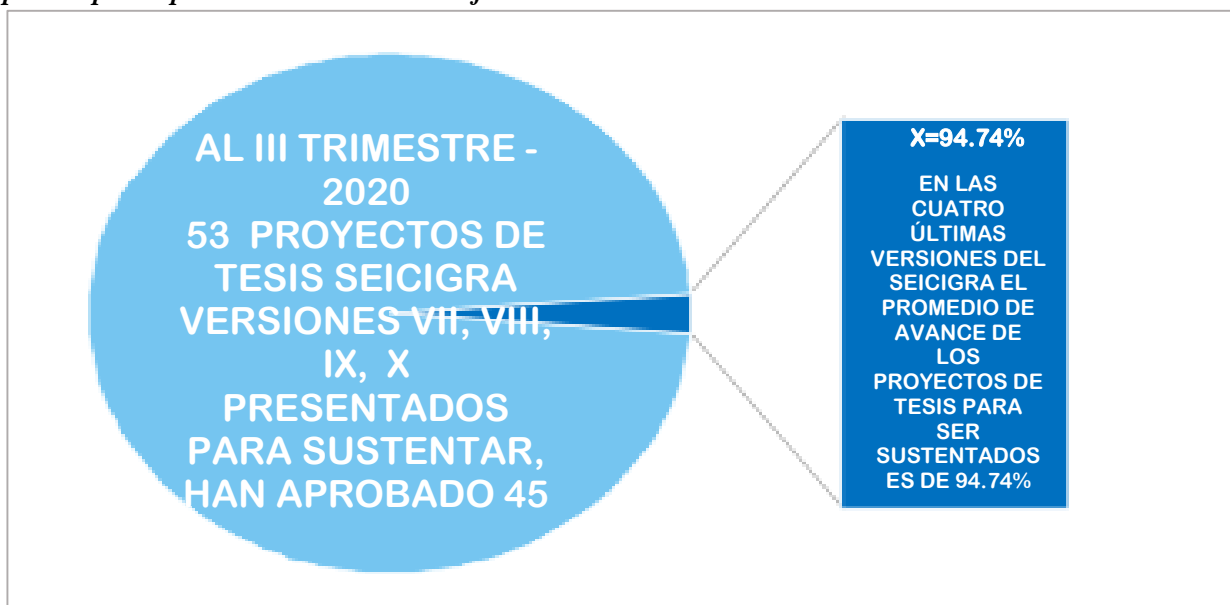 AL III TRIMESTRE -
2020
53 PROYECTOS DE
TESIS SEICIGRA
VERSIONES VII, VIII,
IX, X
PRESENTADOS
PARA SUSTENTAR,
HAN APROBADO 45
X=94.74%
EN LAS
CUATRO
ÚLTIMAS
VERSIONES DEL
SEICIGRA EL
PROMEDIO DE
AVANCE DE
LOS
PROYECTOS DE
TESIS PARA
SER
SUSTENTADOS
ES DE 94.74%